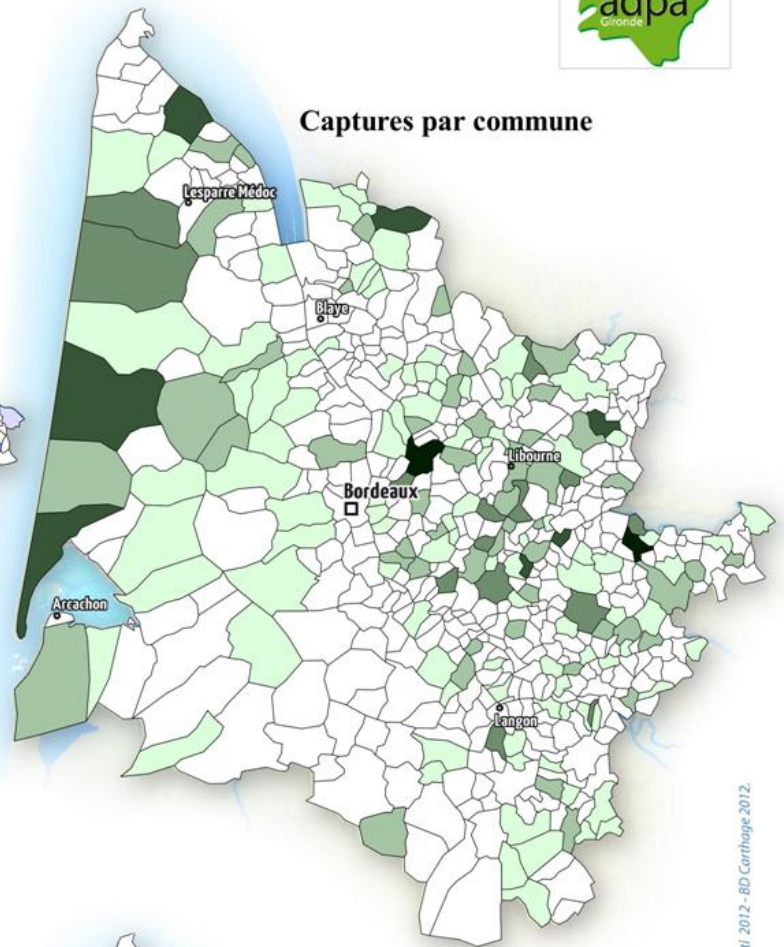 adpa
Gironde
Captures par commune
Lesparre Médoc
Blaye
Libourne
Bordeaux
Arcachon
Langon
2012 - BD Carthage 2012.